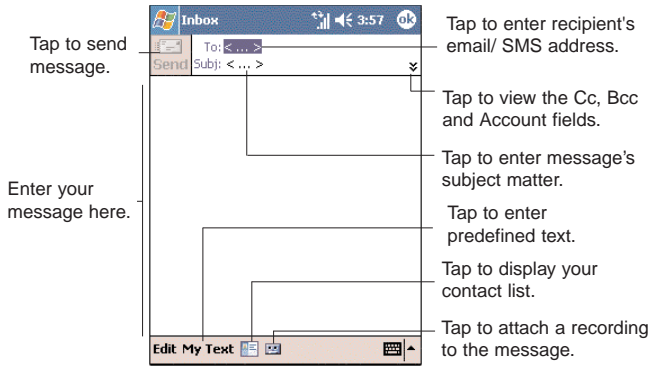 Inbox 3:57 ok
Tap to enter recipient's
email/ SMS address.
Tap to send
message.
To: < ... >
Send Subj: < ... >
Tap to view the Cc, Bcc
and Account fields.
Tap to enter message's
subject matter.
Enter your
message here.
Tap to enter
predefined text.
Tap to display your
contact list.
Tap to attach a recording
to the message.
Edit My Text